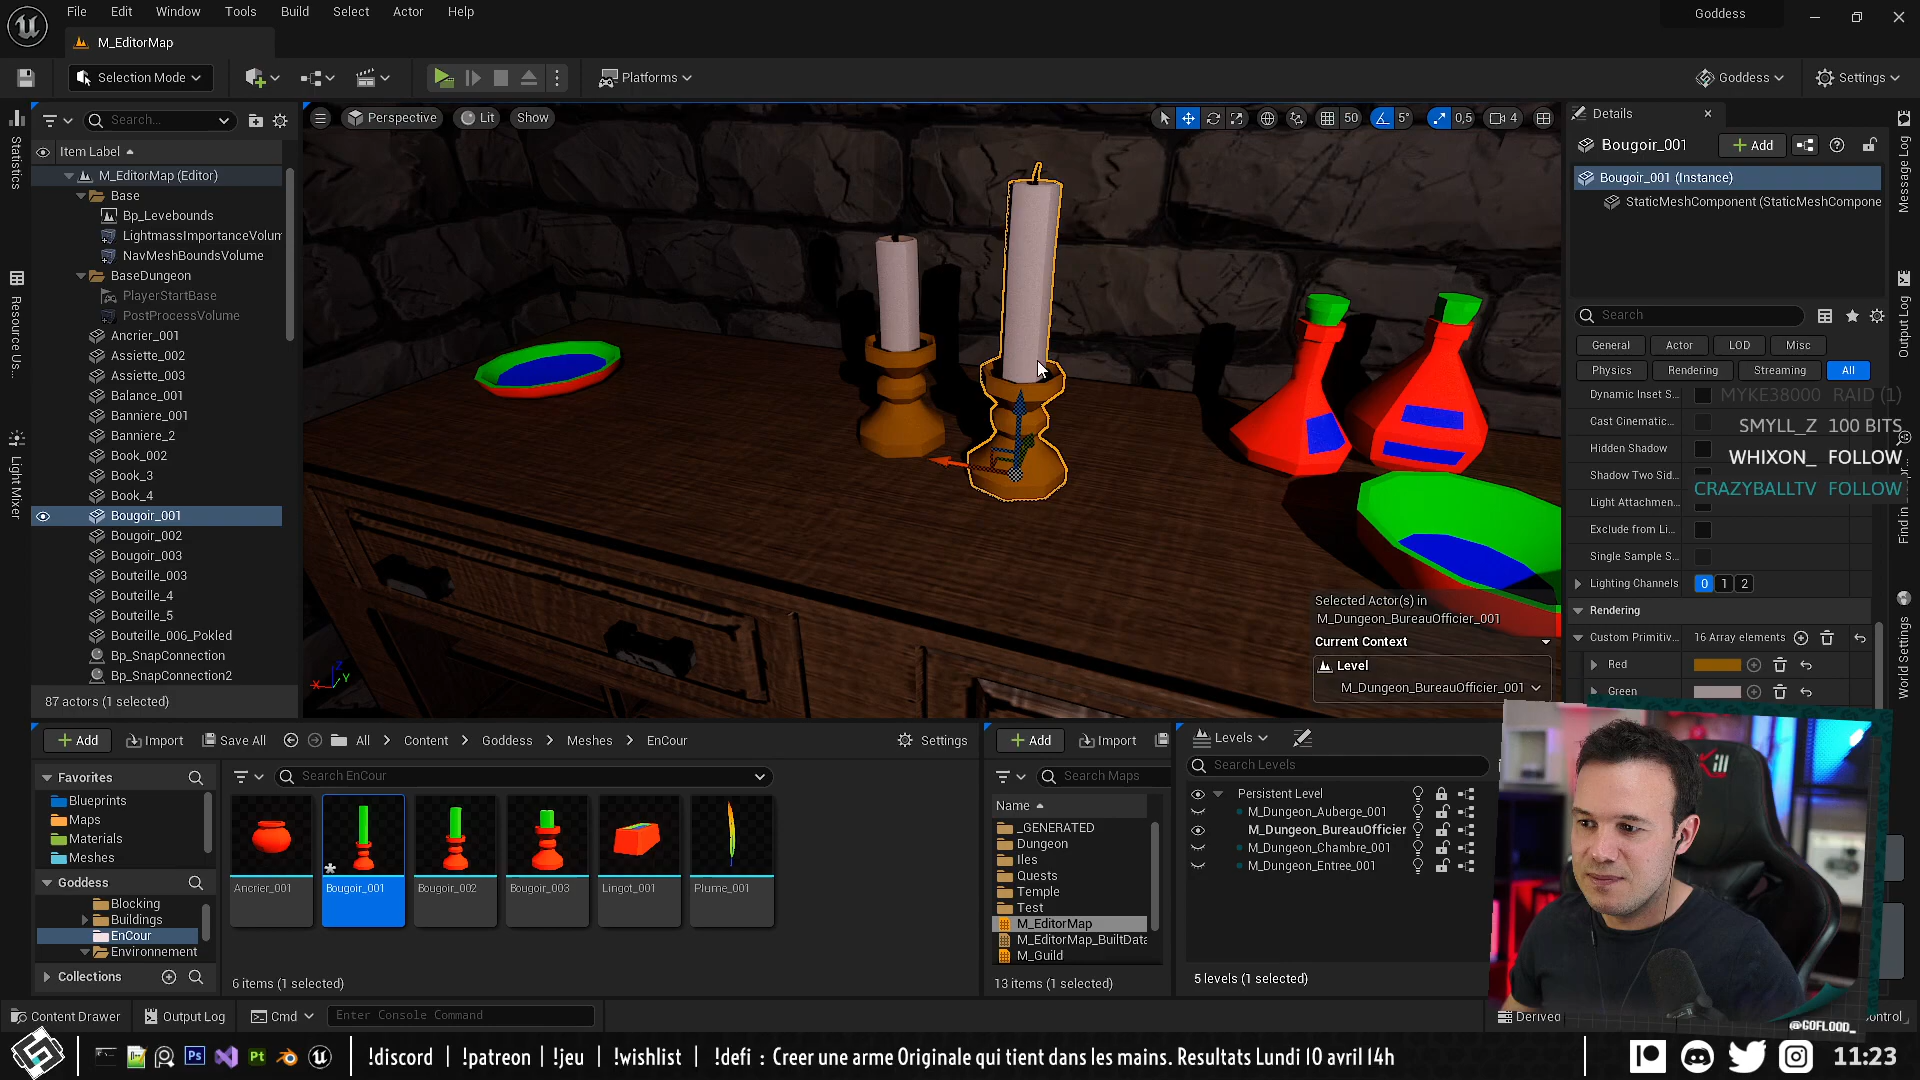 File Edit Window Tools Build Select Actor Help
Goddess
M_EditorMap
Selection Mode
Platforms
Goddess
Settings
Search...
Item Label
M_EditorMap (Editor)
Base
Bp_Levebounds
LightmassImportanceVolum
NavMeshBoundsVolume
BaseDungeon
PlayerStartBase
PostProcessVolume
Ancrier_001
Assiette_002
Assiette_003
Balance_001
Banniere_001
Banniere_2
Book_002
Book_3
Book_4
Bougoir_001
Bougoir_002
Bougoir_003
Bouteille_003
Bouteille_4
Bouteille_5
Bouteille_006_Pokled
Bp_SnapConnection
Bp_SnapConnection2
87 actors (1 selected)
Statistics
Resource Us...
Light Mixer
Perspective
Lit
Show
50
5°
0,5
4
X
Y
Z
Selected Actor(s) in
M_Dungeon_BureauOfficier_001
Current Context
Level
M_Dungeon_BureauOfficier_001
Details
Bougoir_001
Add
Bougoir_001 (Instance)
StaticMeshComponent (StaticMeshCompone
Search
General Actor LOD Misc
Physics Rendering Streaming All
Dynamic Inset S...
Cast Cinematic...
Hidden Shadow
Shadow Two Sid...
Light Attachmen...
Exclude from Li...
Single Sample S...
Lighting Channels 0 1 2
Rendering
Custom Primitiv... 16 Array elements
Red
Green
MYKE38000 RAID (1)
SMYLL_Z 100 BITS
WHIXON_ FOLLOW
CRAZYBALLTV FOLLOW
Message Log
Output Log
World Settings
Add
Import
Save All
All
Content
Goddess
Meshes
EnCour
Settings
Favorites
Blueprints
Maps
Materials
Meshes
Goddess
Blocking
Buildings
EnCour
Environnement
Collections
Search EnCour
Ancrier_001
Bougoir_001
Bougoir_002
Bougoir_003
Lingot_001
Plume_001
6 items (1 selected)
Add
Import
Search Maps
Name
_GENERATED
Dungeon
Iles
Quests
Temple
Test
M_EditorMap
M_EditorMap_BuiltData
M_Guild
13 items (1 selected)
Levels
Search Levels
Persistent Level
M_Dungeon_Auberge_001
M_Dungeon_BureauOfficier
M_Dungeon_Chambre_001
M_Dungeon_Entree_001
5 levels (1 selected)
Content Drawer
Output Log
Cmd
Enter Console Command
Derived
ontrol
@GOFLOOD_
Ps
Pt
!discord | !patreon | !jeu | !wishlist | !defi : Creer une arme Originale qui tient dans les mains. Resultats Lundi 10 avril 14h
11:23